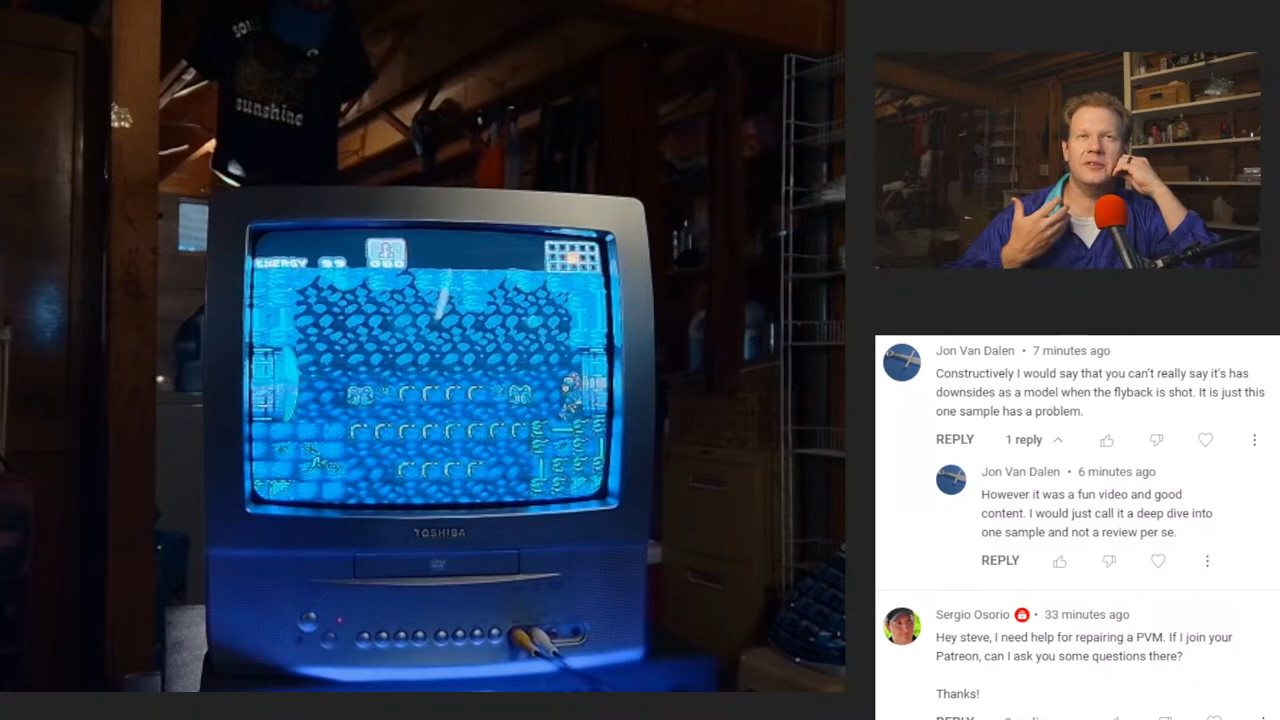 sunshine
ENERGY 99
TOSHIBA
Jon Van Dalen • 7 minutes ago
Constructively I would say that you can't really say it's has
downsides as a model when the flyback is shot. It is just this
one sample has a problem.
REPLY 1 reply
Jon Van Dalen • 6 minutes ago
However it was a fun video and good
content. I would just call it a deep dive into
one sample and not a review per se.
REPLY
Sergio Osorio • 33 minutes ago
Hey steve, I need help for repairing a PVM. If I join your
Patreon, can I ask you some questions there?
Thanks!
REPLY